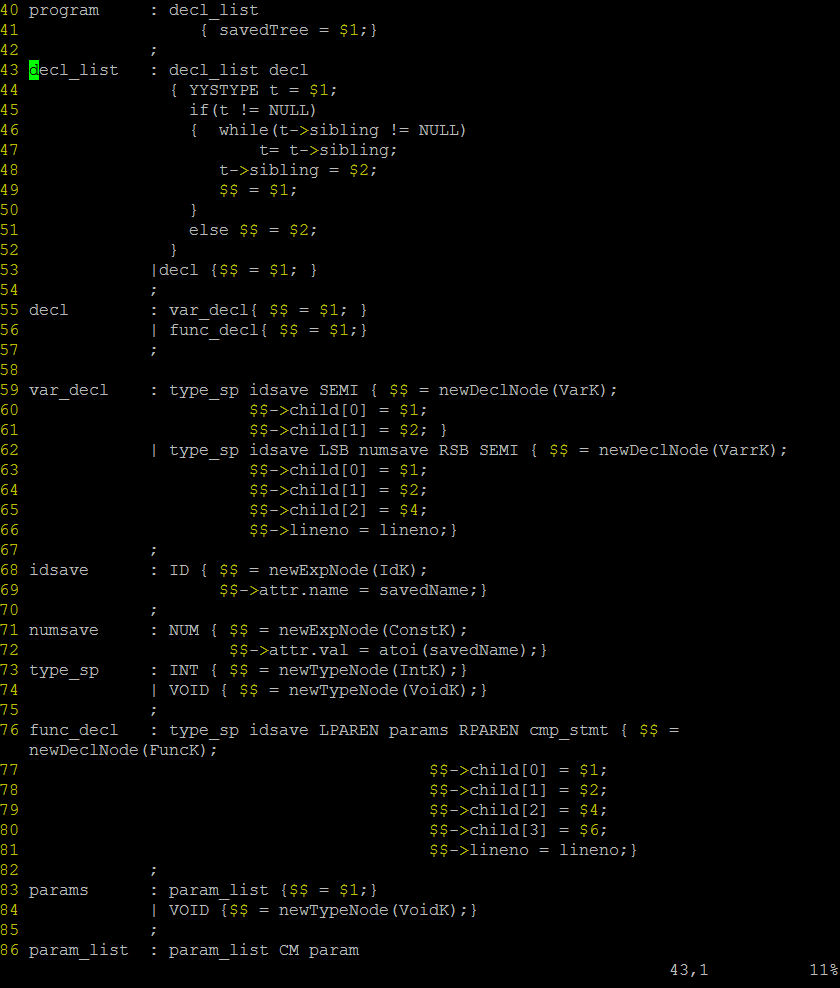 40 program     : decl_list
41                  { savedTree = $1;}
42             ;
43 decl_list   : decl_list decl
44               { YYSTYPE t = $1;
45                 if(t != NULL)
46                 {  while(t->sibling != NULL)
47                        t= t->sibling;
48                    t->sibling = $2;
49                    $$ = $1;
50                 }
51                 else $$ = $2;
52               }
53             |decl {$$ = $1; }
54             ;
55 decl        : var_decl{ $$ = $1; }
56             | func_decl{ $$ = $1;}
57             ;
58
59 var_decl    : type_sp idsave SEMI { $$ = newDeclNode(VarK);
60                       $$->child[0] = $1;
61                       $$->child[1] = $2; }
62             | type_sp idsave LSB numsave RSB SEMI { $$ = newDeclNode(VarrK);
63                       $$->child[0] = $1;
64                       $$->child[1] = $2;
65                       $$->child[2] = $4;
66                       $$->lineno = lineno;}
67             ;
68 idsave      : ID { $$ = newExpNode(IdK);
69                    $$->attr.name = savedName;}
70             ;
71 numsave     : NUM { $$ = newExpNode(ConstK);
72                     $$->attr.val = atoi(savedName);}
73 type_sp     : INT { $$ = newTypeNode(IntK);}
74             | VOID { $$ = newTypeNode(VoidK);}
75             ;
76 func_decl   : type_sp idsave LPAREN params RPAREN cmp_stmt { $$ =
newDeclNode(FuncK);
77                                         $$->child[0] = $1;
78                                         $$->child[1] = $2;
79                                         $$->child[2] = $4;
80                                         $$->child[3] = $6;
81                                         $$->lineno = lineno;}
82             ;
83 params      : param_list {$$ = $1;}
84             | VOID {$$ = newTypeNode(VoidK);}
85             ;
86 param_list  : param_list CM param
43,1          11%